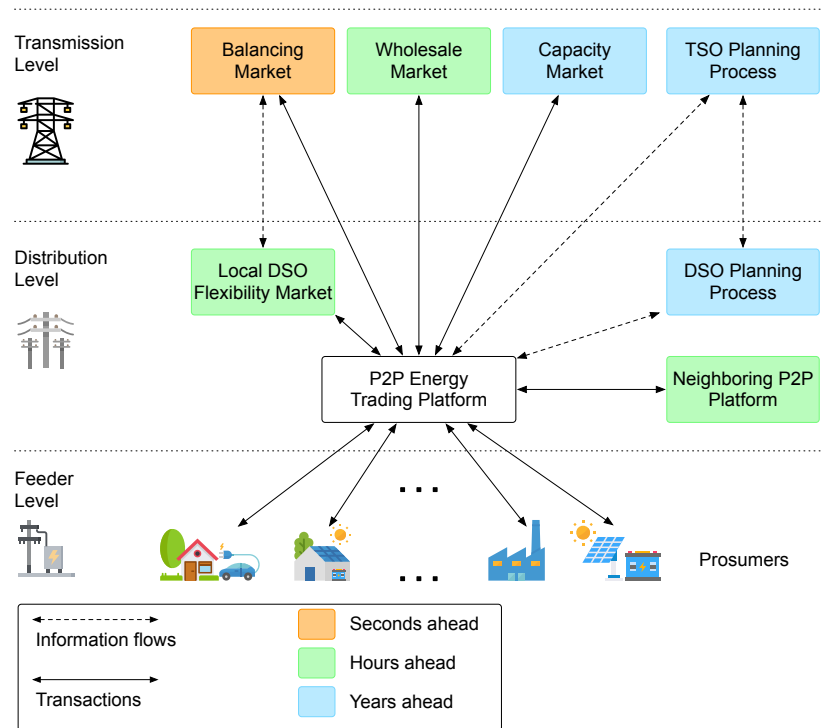 Transmission
Level
Balancing
Market
Wholesale
Market
Capacity
Market
TSO Planning
Process
Distribution
Level
Local DSO
Flexibility Market
DSO Planning
Process
P2P Energy
Trading Platform
Neighboring P2P
Platform
Feeder
Level
...
...
Prosumers
Information flows
Transactions
Seconds ahead
Hours ahead
Years ahead